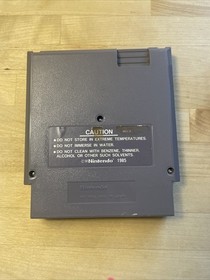 CAUTION
• DO NOT STORE IN EXTREME TEMPERATURES.
• DO NOT IMMERSE IN WATER.
• DO NOT CLEAN WITH BENZENE, THINNER,
ALCOHOL OR OTHER SUCH SOLVENTS.
Nintendo 1985